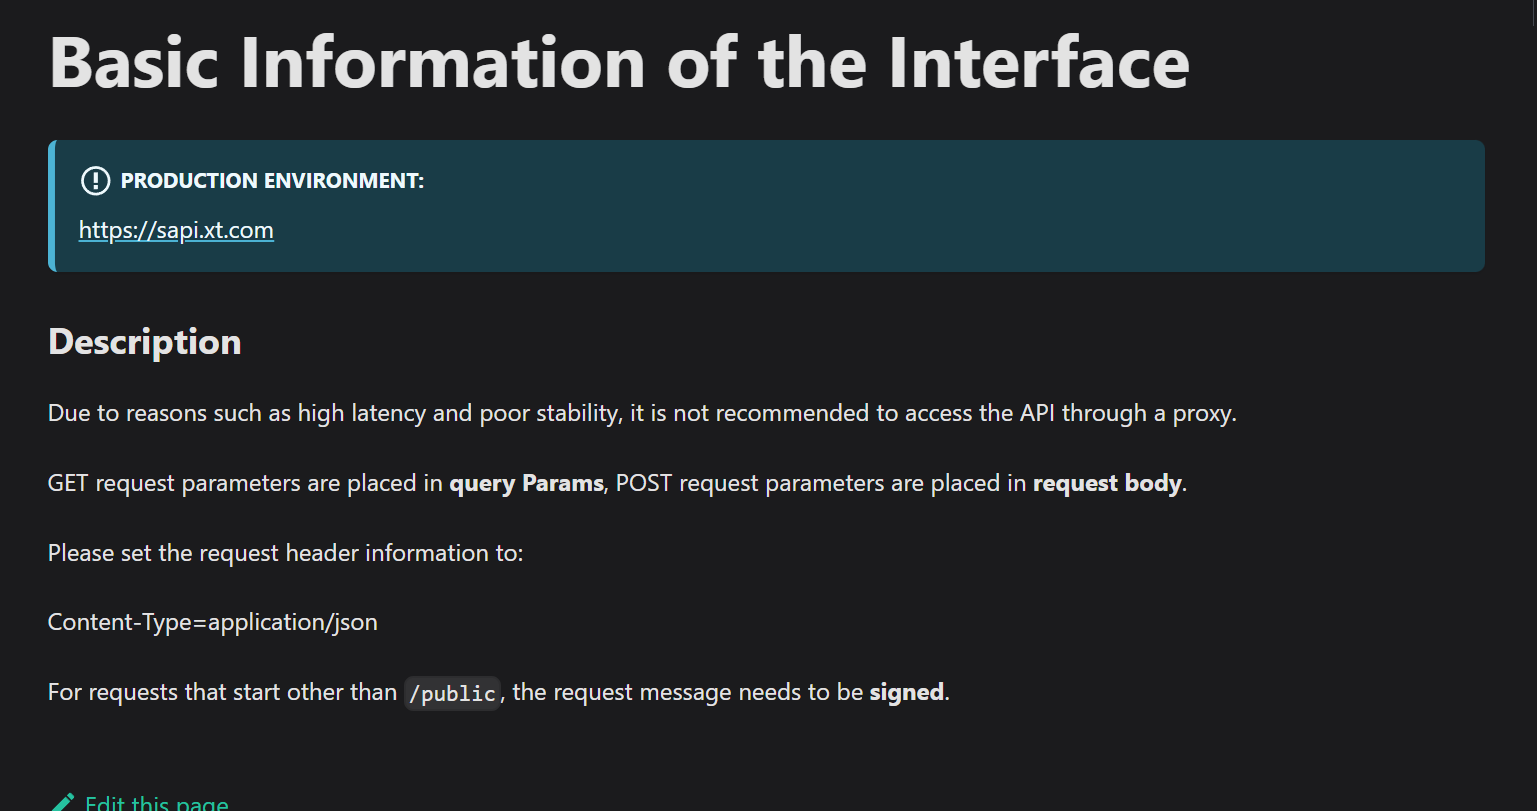 Basic Information of the Interface
PRODUCTION ENVIRONMENT:
https://sapi.xt.com
Description
Due to reasons such as high latency and poor stability, it is not recommended to access the API through a proxy.
GET request parameters are placed in query Params, POST request parameters are placed in request body.
Please set the request header information to:
Content-Type=application/json
For requests that start other than /public, the request message needs to be signed.
Edit this page